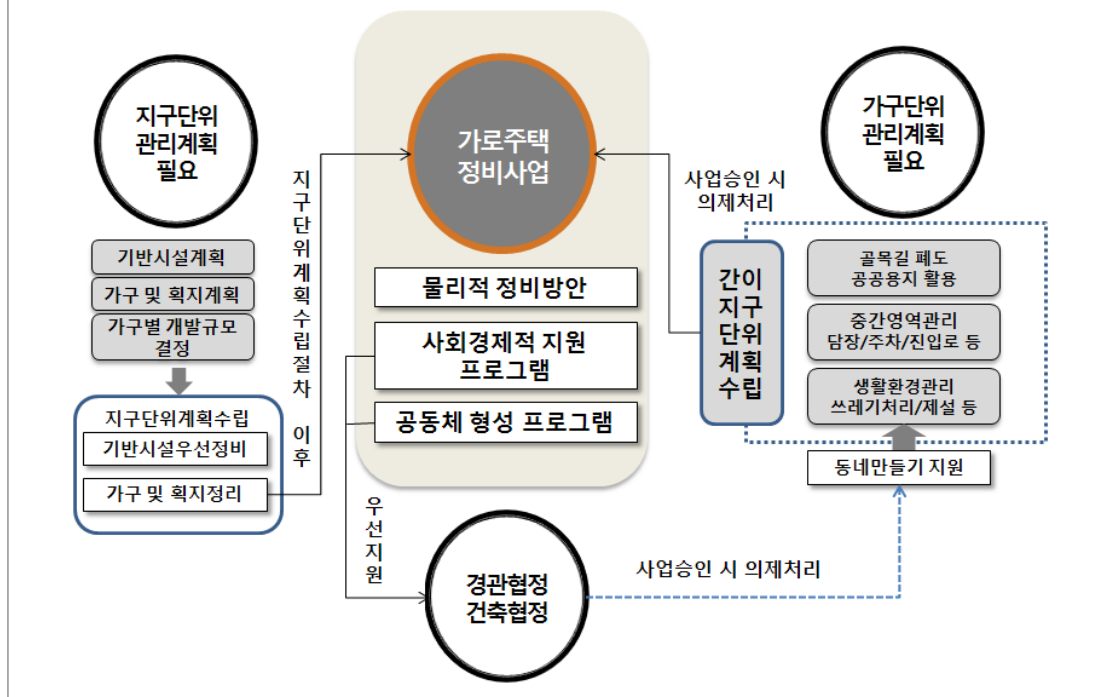 지구단위
관리계획
필요
기반시설계획
가구 및 획지계획
가구별 개발규모
결정
지구단위계획수립
기반시설우선정비
가구 및 획지정리
지구단위계획수립절차 이후
가로주택
정비사업
물리적 정비방안
사회경제적 지원
프로그램
공동체 형성 프로그램
우선지원
경관협정
건축협정
사업승인 시 의제처리
가구단위
관리계획
필요
사업승인 시
의제처리
간이
지구
단위
계획
수립
골목길 폐도
공공용지 활용
중간영역관리
담장/주차/진입로 등
생활환경관리
쓰레기처리/제설 등
동네만들기 지원